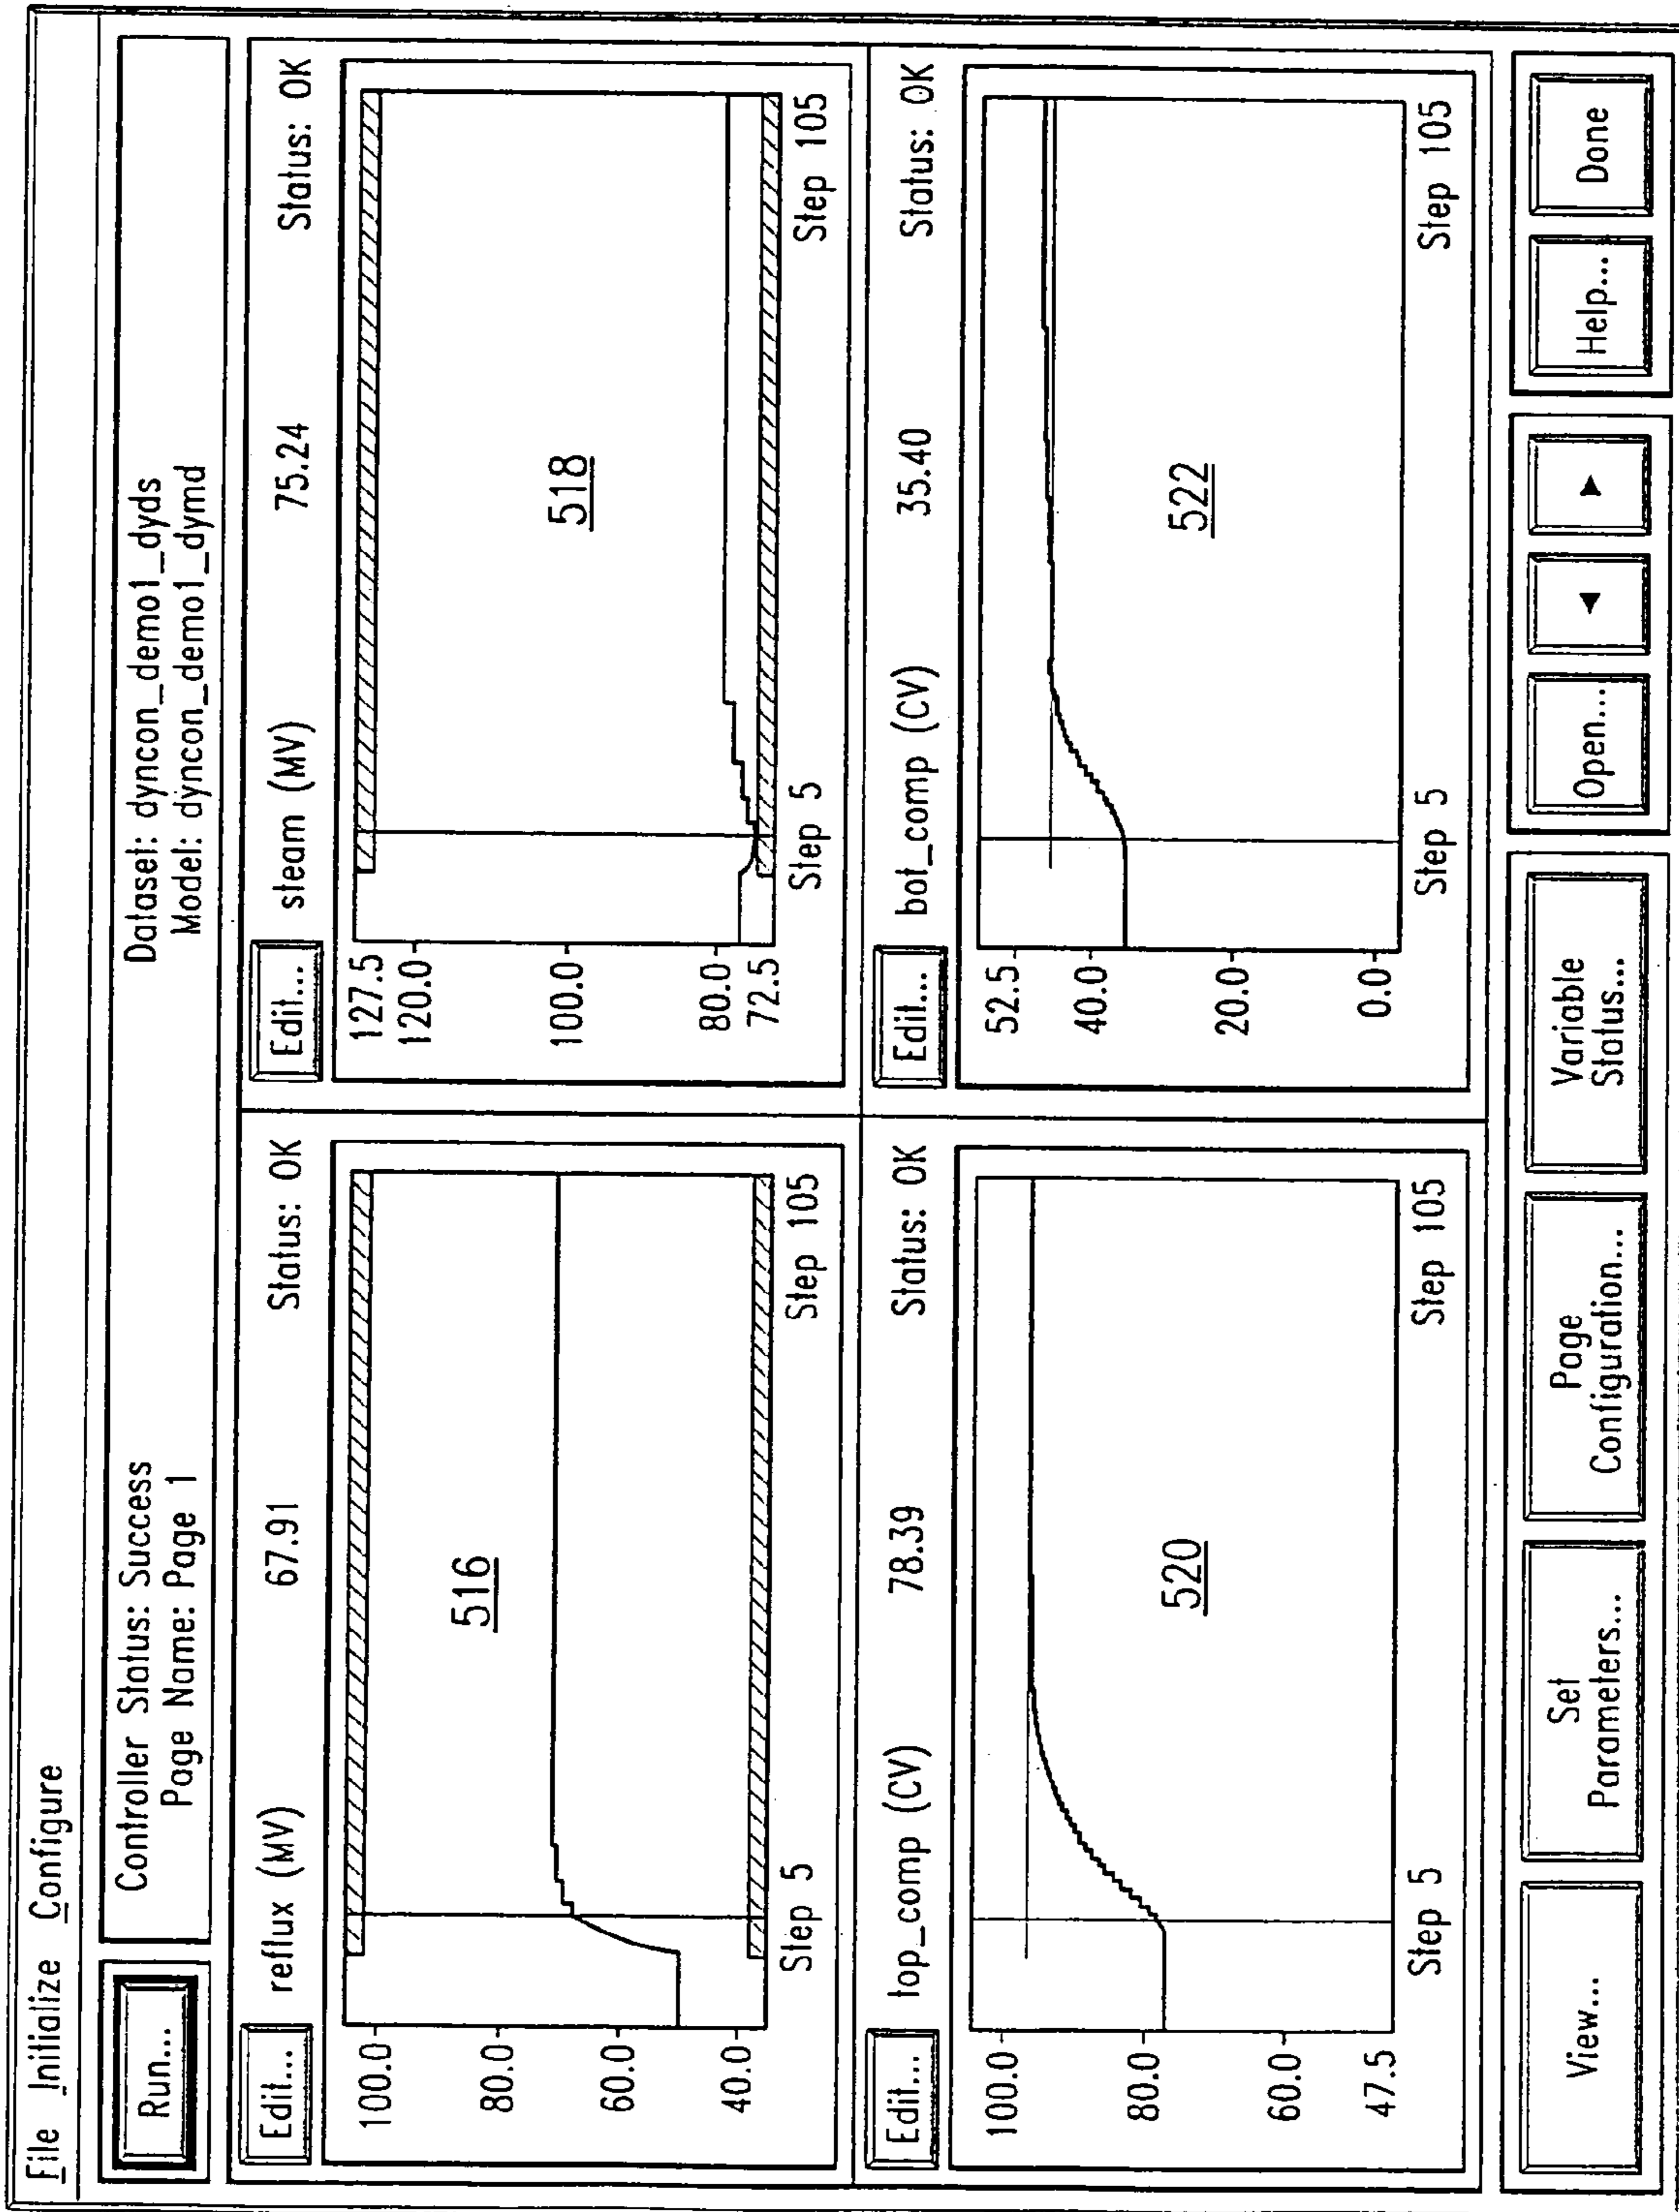 File Initialize Configure
Run...
Controller Status: Success
Page Name: Page 1
Dataset: dyncon_demo1_dyds
Model: dyncon_demo1_dymd
Edit... reflux (MV) 67.91 Status: OK
100.0
80.0
60.0
40.0
516
Step 5 Step 105
Edit... steam (MV) 75.24 Status: OK
127.5
120.0
100.0
80.0
72.5
518
Step 5 Step 105
Edit... top_comp (CV) 78.39 Status: OK
100.0
80.0
60.0
47.5
520
Step 5 Step 105
Edit... bot_comp (CV) 35.40 Status: OK
52.5
40.0
20.0
0.0
522
Step 5 Step 105
View...
Set
Parameters...
Page
Configuration...
Variable
Status...
Open...
Help...
Done